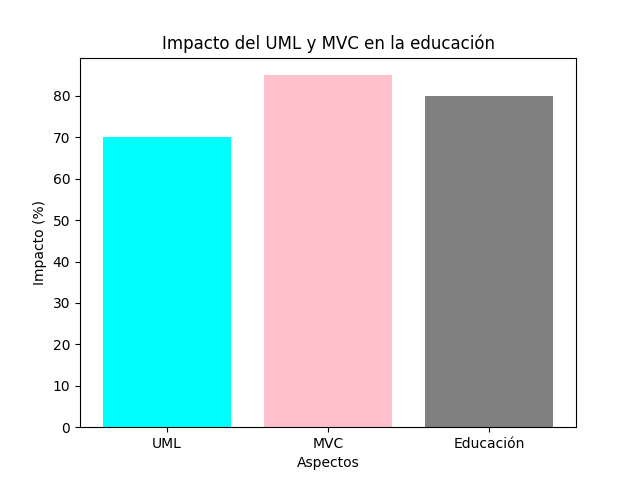 Impacto del UML y MVC en la educación
Impacto (%)
80
70
60
50
40
30
20
10
0
UML
MVC
Educación
Aspectos